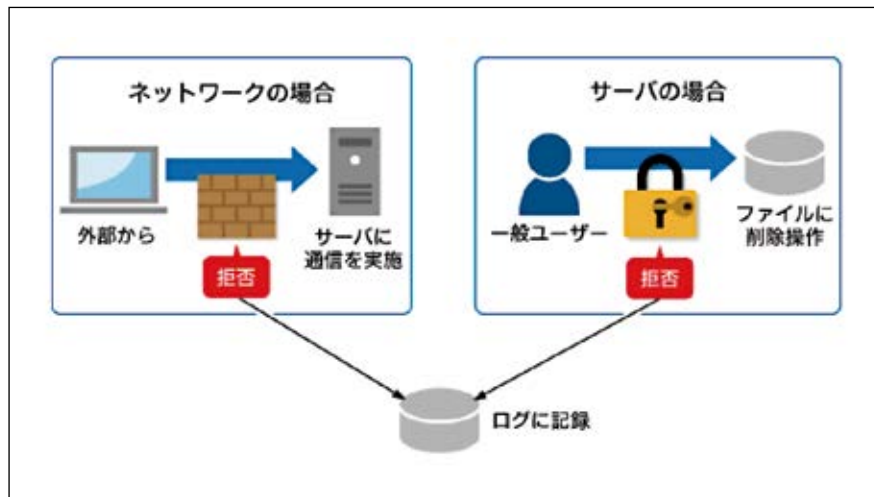 ネットワークの場合
外部から
サーバに
通信を実施
拒否
サーバの場合
一般ユーザー
ファイルに
削除操作
拒否
ログに記録